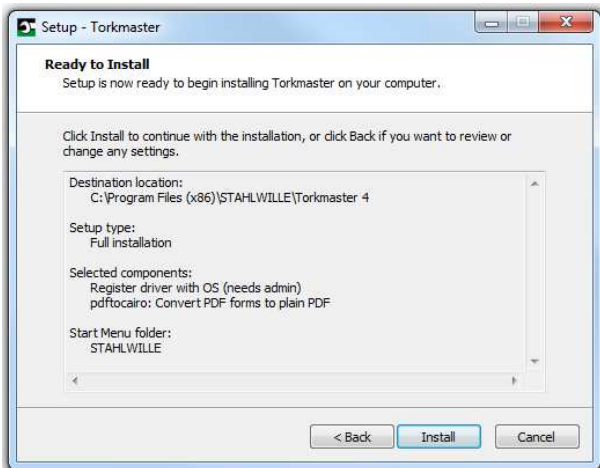 Setup - Torkmaster
Ready to Install
Setup is now ready to begin installing Torkmaster on your computer.
Click Install to continue with the installation, or click Back if you want to review or
change any settings.
Destination location:
C:\Program Files (x86)\STAHLWILLE\Torkmaster 4
Setup type:
Full installation
Selected components:
Register driver with OS (needs admin)
pdftocairo: Convert PDF forms to plain PDF
Start Menu folder:
STAHLWILLE
< Back
Install
Cancel